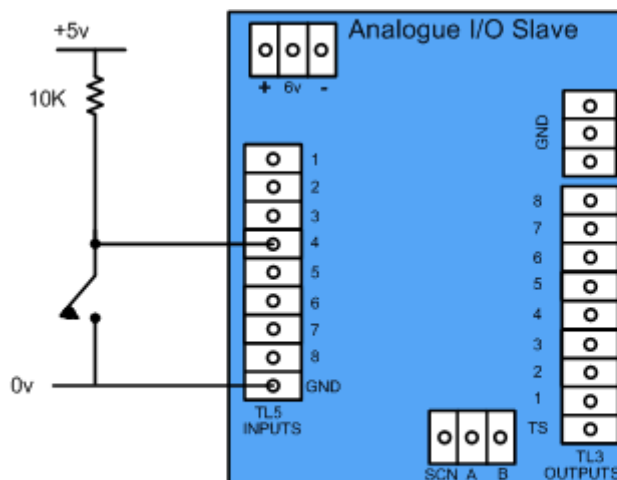 +5v
10K
0v
Analogue I/O Slave
+ 6v -
1
2
3
4
5
6
7
8
GND
TL5
INPUTS
GND
8
7
6
5
4
3
2
1
TS
TL3
OUTPUTS
SCN A B